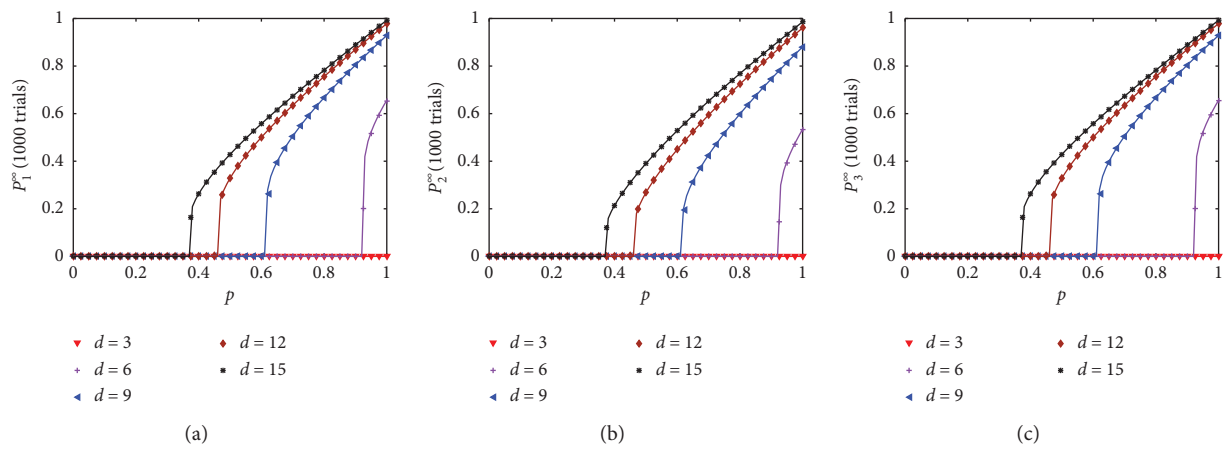 1
0.8
0.6
0.4
0.2
0
P₁^∞ (1000 trials)
0 0.2 0.4 0.6 0.8 1
p
d = 3 d = 12
d = 6 d = 15
d = 9
(a)
1
0.8
0.6
0.4
0.2
0
P₂^∞ (1000 trials)
0 0.2 0.4 0.6 0.8 1
p
d = 3 d = 12
d = 6 d = 15
d = 9
(b)
1
0.8
0.6
0.4
0.2
0
P₃^∞ (1000 trials)
0 0.2 0.4 0.6 0.8 1
p
d = 3 d = 12
d = 6 d = 15
d = 9
(c)